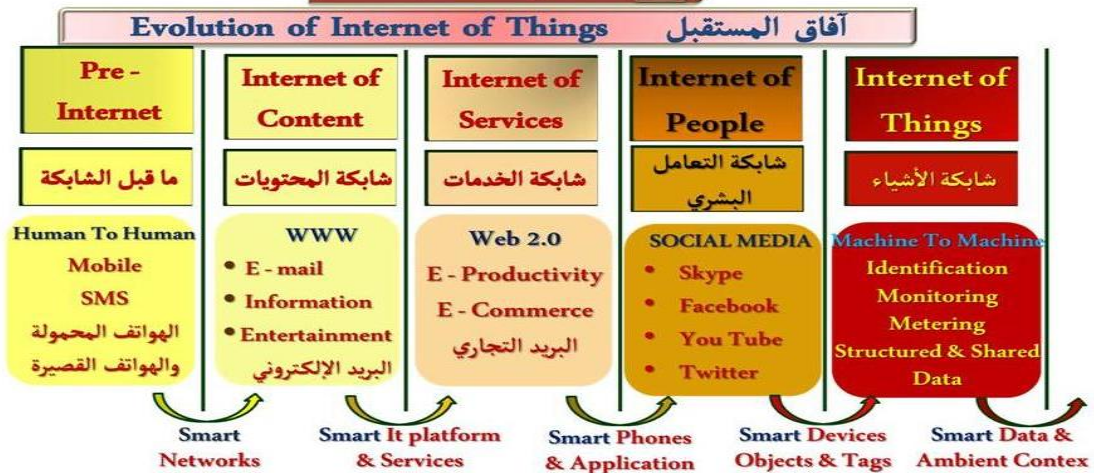 Evolution of Internet of Things آفاق المستقبل
Pre -
Internet
ما قبل الشابكة
Human To Human
Mobile
SMS
الهواتف المحمولة
والهواتف القصيرة
Internet of
Content
شابكة المحتويات
WWW
• E - mail
• Information
• Entertainment
البريد الإلكتروني
Internet of
Services
شابكة الخدمات
Web 2.0
E - Productivity
E - Commerce
البريد التجاري
Internet of
People
شابكة التعامل
البشري
SOCIAL MEDIA
• Skype
• Facebook
• You Tube
• Twitter
Internet of
Things
شابكة الأشياء
Machine To Machine
Identification
Monitoring
Metering
Structured & Shared
Data
Smart
Networks
Smart It platform
& Services
Smart Phones
& Application
Smart Devices
Objects & Tags
Smart Data &
Ambient Contex